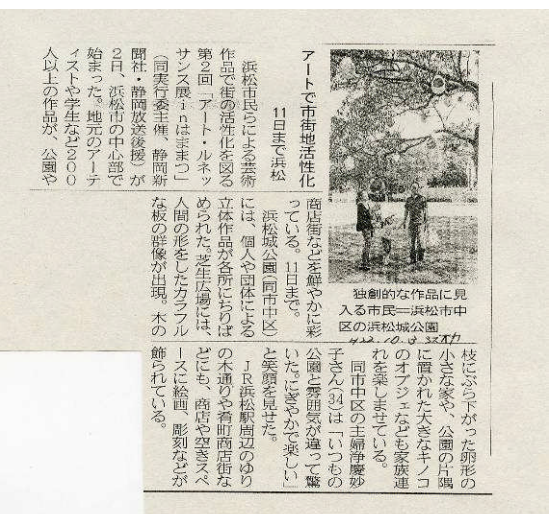 アートで市街地活性化
11日まで浜松
浜松市民らによる芸術
作品で街の活性化を図る
第2回「アート・ルネッ
サンス展inはままつ」
(同実行委主催、静岡新
聞社・静岡放送後援)が
2日、浜松市の中心部で
始まった。地元のアーテ
ィストや学生など200
人以上の作品が、公園や
商店街などを鮮やかに彩
っている。11日まで。
浜松城公園(同市中区)
には、個人や団体による
立体作品が各所にちりば
められた。芝生広場には、
人間の形をしたカラフル
な板の群像が出現。木の
枝にぶら下がった卵形の
小さな家や、公園の片隅
に置かれた大きなキノコ
のオブジェなども家族連
れを楽しませている。
同市中区の主婦浄慶妙
子さん(34)は「いつもの
公園と雰囲気が違って驚
いた。にぎやかで楽しい」
と笑顔を見せた。
JR浜松駅周辺のゆり
の木通りや肴町商店街な
どにも、商店や空きスペ
ースに絵画、彫刻などが
飾られている。
独創的な作品に見
入る市民=浜松市中
区の浜松城公園